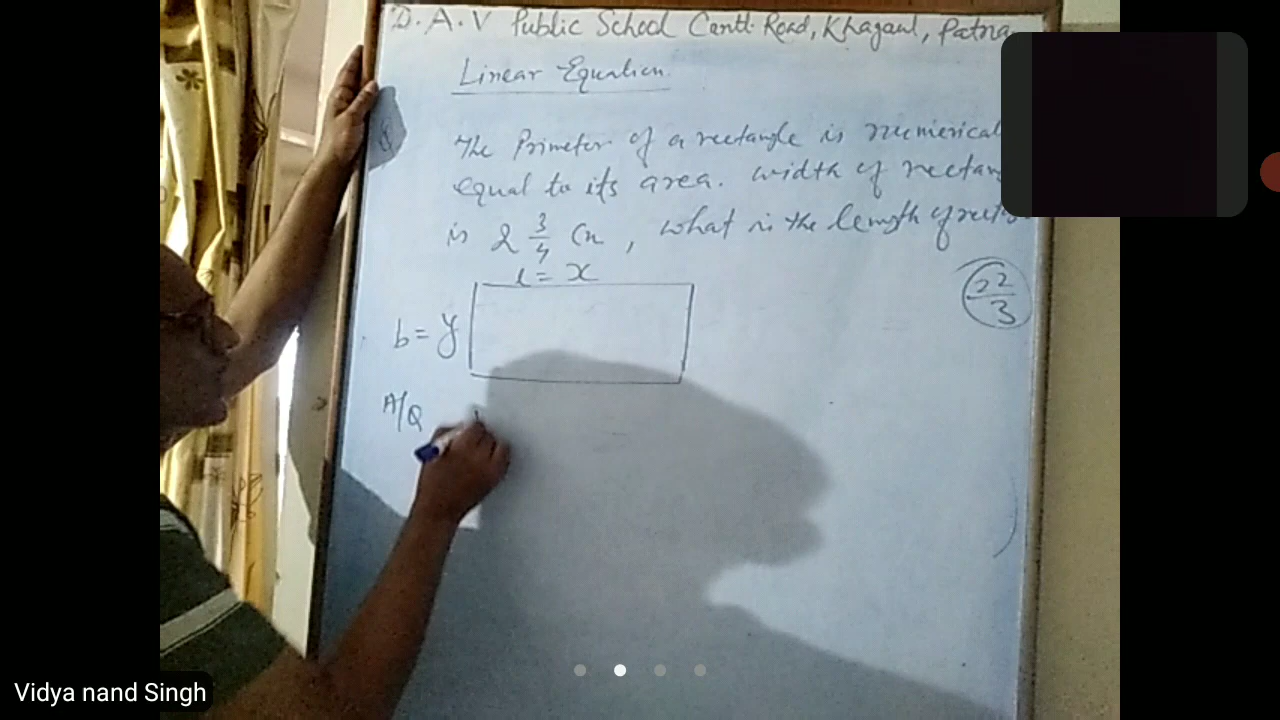 D.A.V Public School Cantt. Road, Khagaul, Patna
Linear Equation.
Q
The Primeter of a rectangle is numerical
equal to its area. width of rectan
is 2 3/4 Cm, what is the length of rect
l = x
22/3
b = y
A/Q
Vidya nand Singh